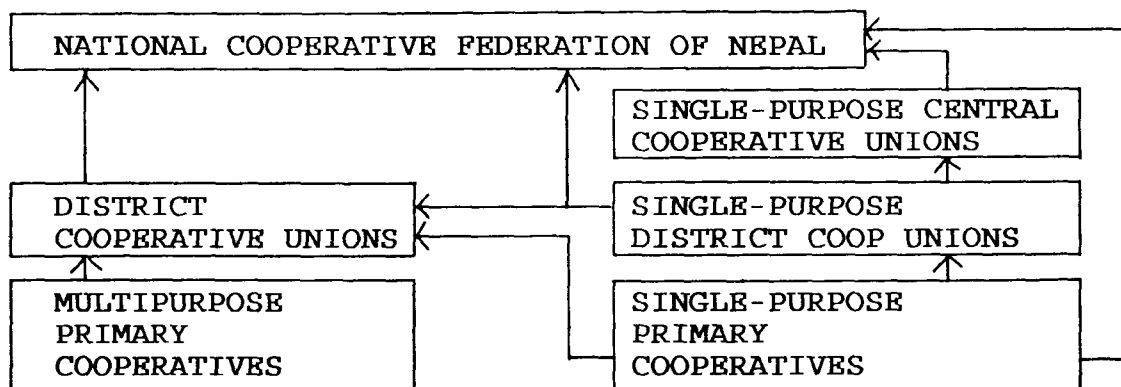 NATIONAL COOPERATIVE FEDERATION OF NEPAL
SINGLE-PURPOSE CENTRAL
COOPERATIVE UNIONS
DISTRICT
COOPERATIVE UNIONS
SINGLE-PURPOSE
DISTRICT COOP UNIONS
MULTIPURPOSE
PRIMARY
COOPERATIVES
SINGLE-PURPOSE
PRIMARY
COOPERATIVES